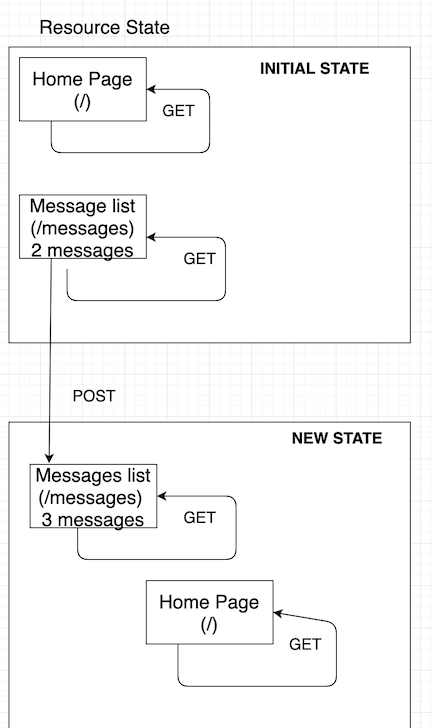 Resource State
INITIAL STATE
Home Page
(/)
GET
Message list
(/messages)
2 messages
GET
POST
NEW STATE
Messages list
(/messages)
3 messages
GET
Home Page
(/)
GET